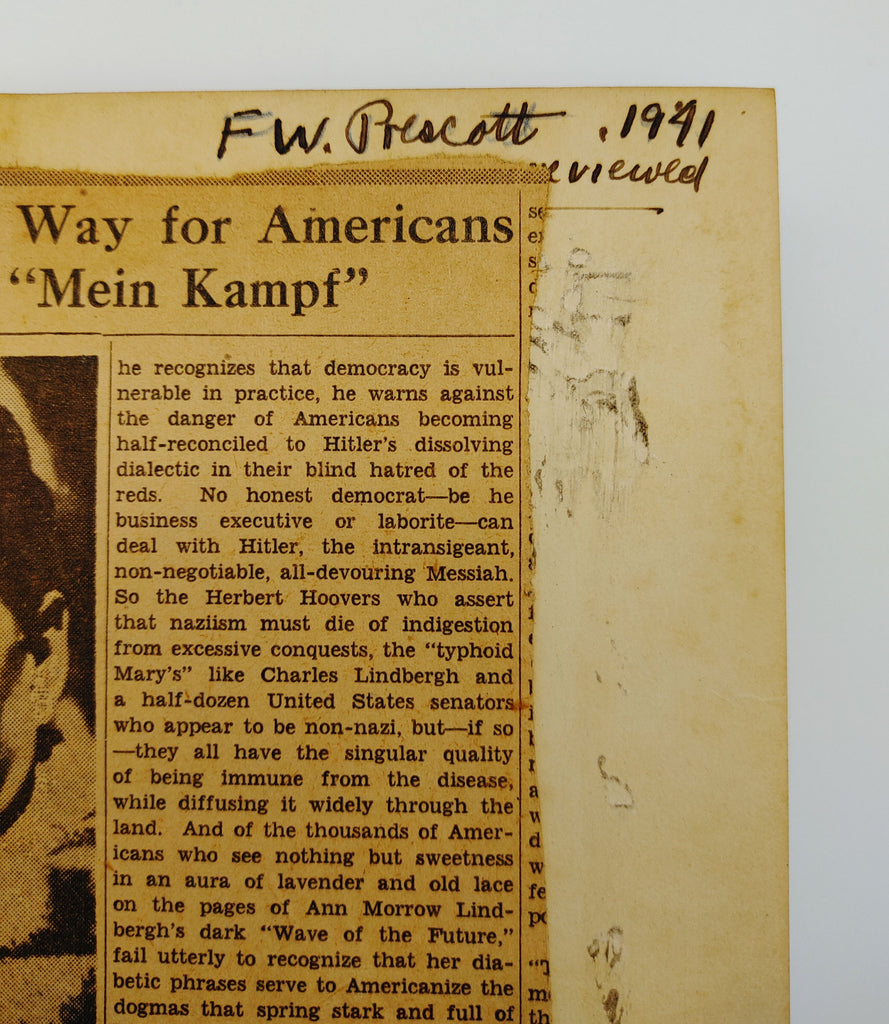 F W. Prescott . 1941
reviewed
Way for Americans
"Mein Kampf"
he recognizes that democracy is vul-
nerable in practice, he warns against
the danger of Americans becoming
half-reconciled to Hitler's dissolving
dialectic in their blind hatred of the
reds. No honest democrat—be he
business executive or laborite—can
deal with Hitler, the intransigeant,
non-negotiable, all-devouring Messiah.
So the Herbert Hoovers who assert
that naziism must die of indigestion
from excessive conquests, the "typhoid
Mary's" like Charles Lindbergh and
a half-dozen United States senators
who appear to be non-nazi, but—if so
—they all have the singular quality
of being immune from the disease,
while diffusing it widely through the
land. And of the thousands of Amer-
icans who see nothing but sweetness
in an aura of lavender and old lace
on the pages of Ann Morrow Lind-
bergh's dark "Wave of the Future,"
fail utterly to recognize that her dia-
betic phrases serve to Americanize the
dogmas that spring stark and full of